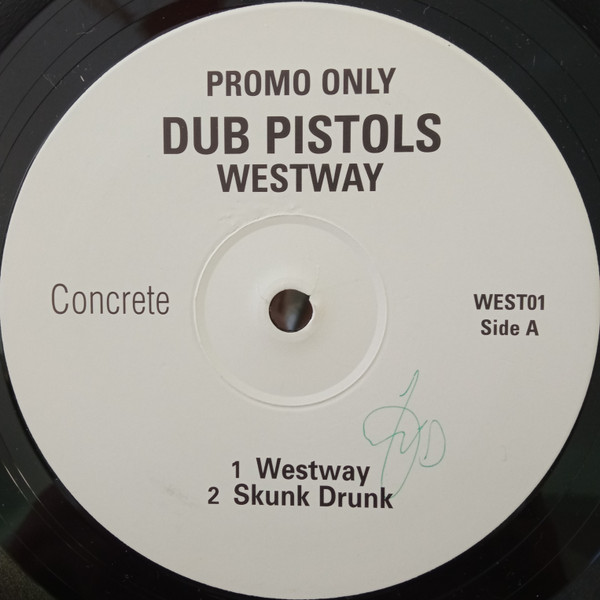 PROMO ONLY
DUB PISTOLS
WESTWAY
Concrete
WEST01
Side A
1 Westway
2 Skunk Drunk